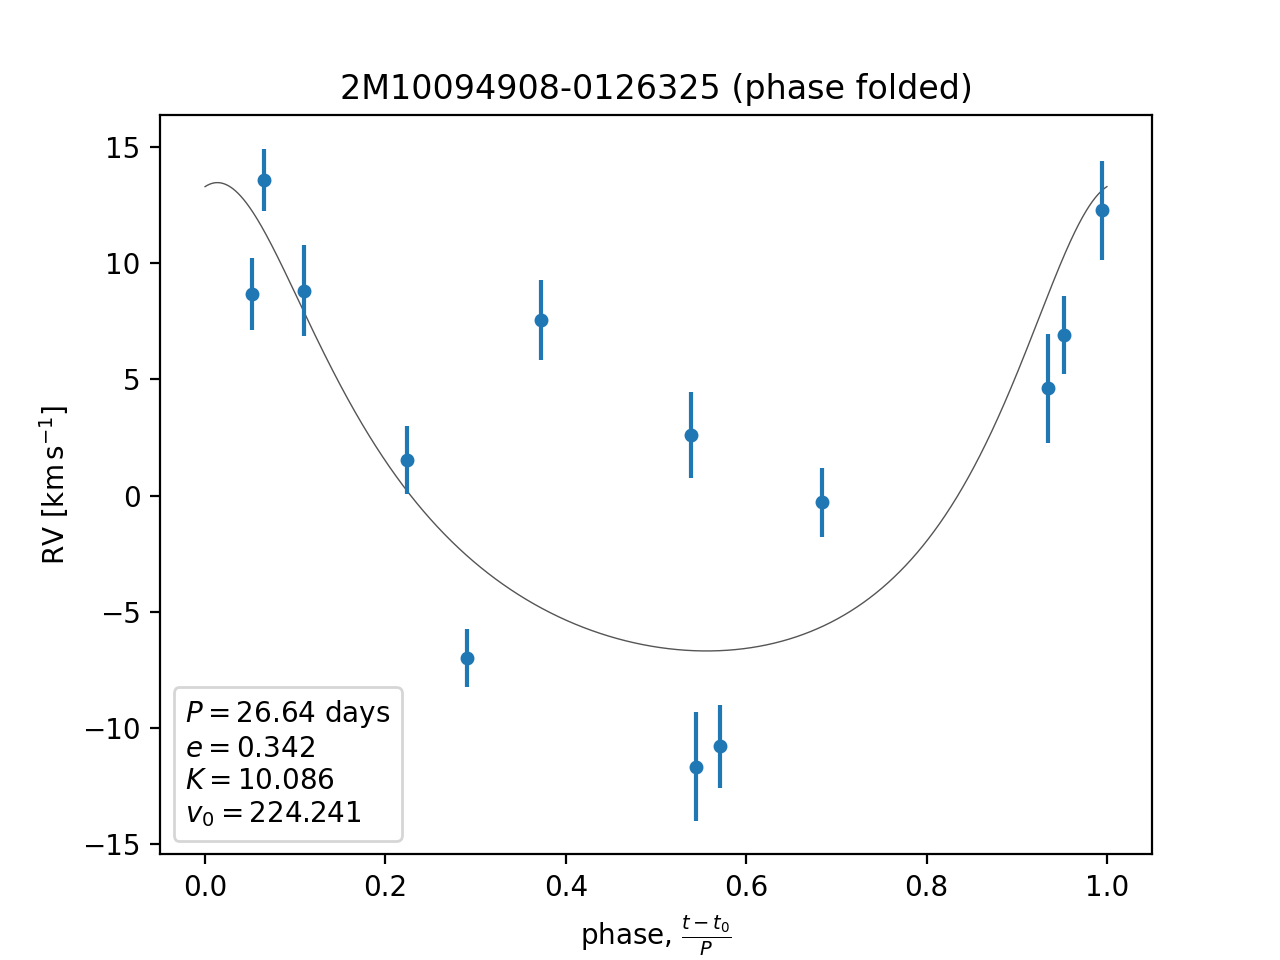 2M10094908-0126325 (phase folded)
15
10
5
0
−5
−10
−15
RV [km s⁻¹]
P = 26.64 days
e = 0.342
K = 10.086
v₀ = 224.241
0.0 0.2 0.4 0.6 0.8 1.0
phase, (t − t₀)/P